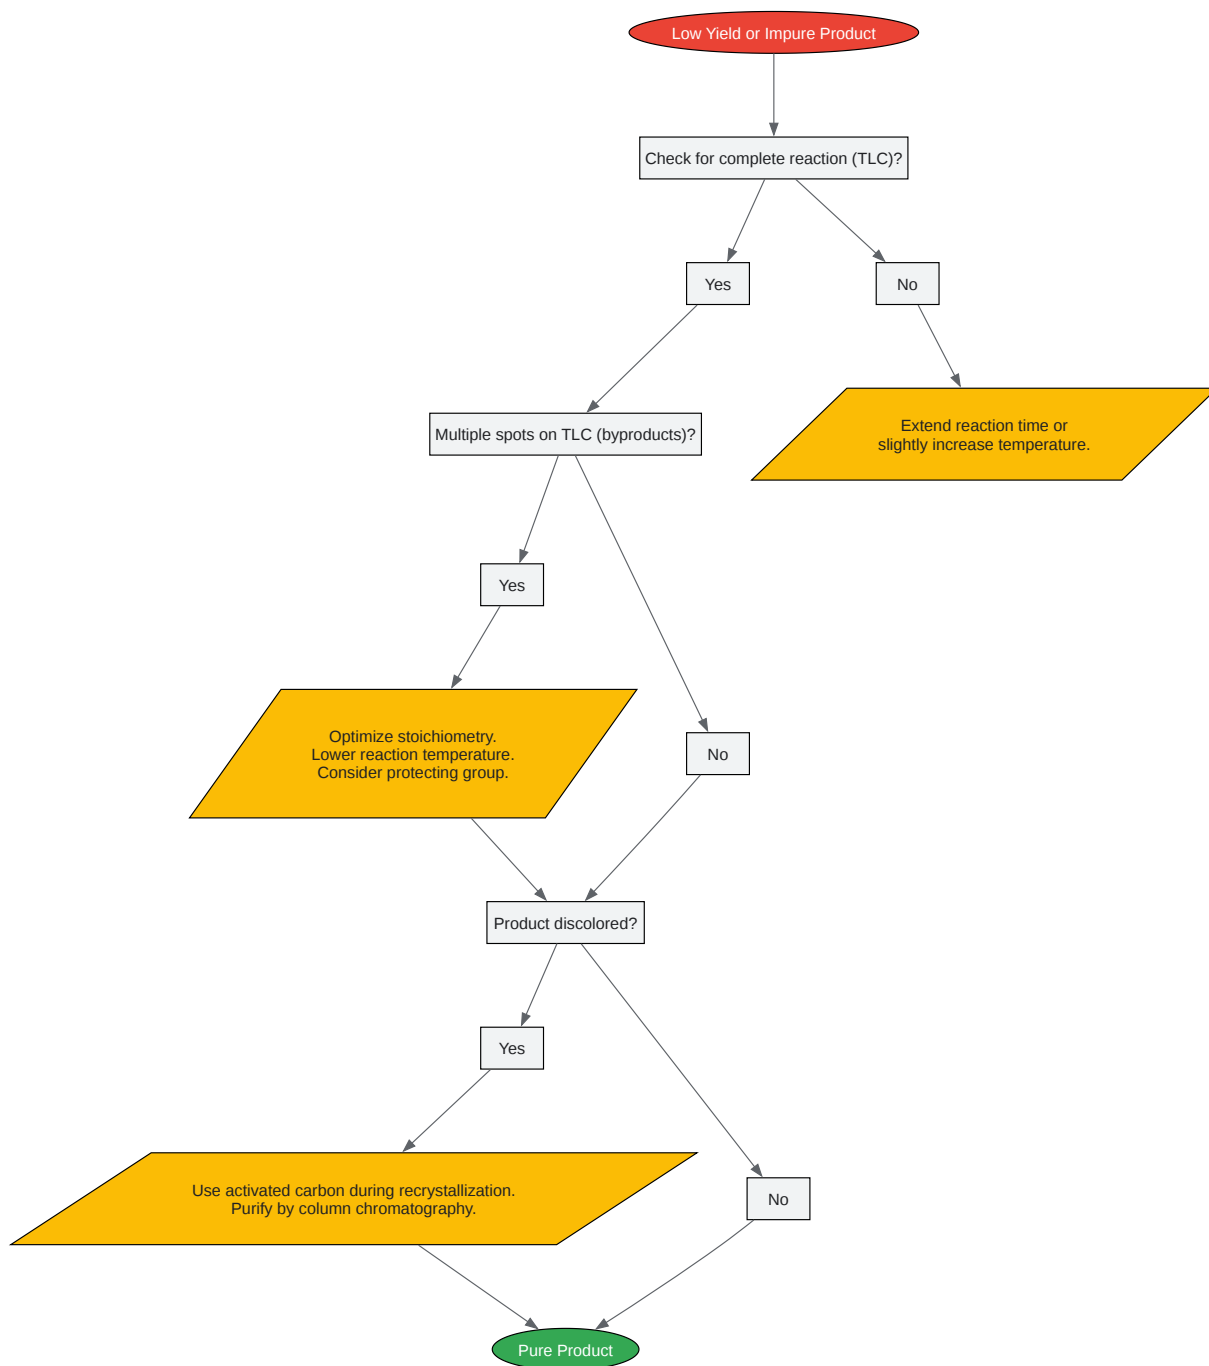 Low Yield or Impure Product
Check for complete reaction (TLC)?
Yes
No
Extend reaction time or
slightly increase temperature.
Multiple spots on TLC (byproducts)?
Yes
Optimize stoichiometry.
Lower reaction temperature.
Consider protecting group.
No
Product discolored?
Yes
Use activated carbon during recrystallization.
Purify by column chromatography.
No
Pure Product